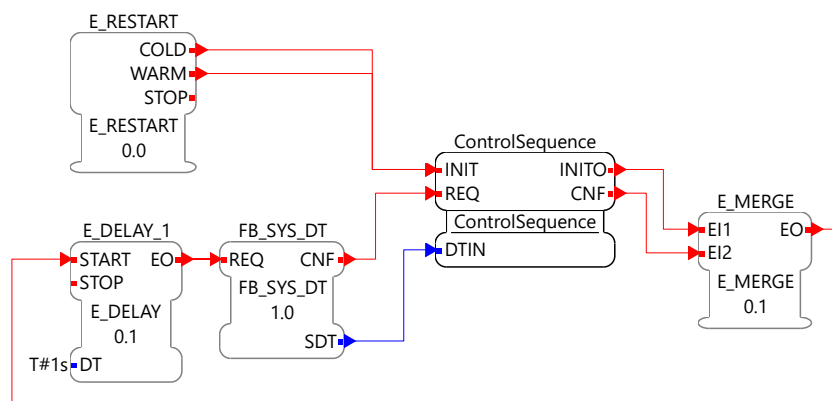 E_RESTART
COLD
WARM
STOP
E_RESTART
0.0
ControlSequence
INIT INITO
REQ CNF
ControlSequence
DTIN
E_DELAY_1
START EO
STOP
E_DELAY
0.1
T#1s DT
FB_SYS_DT
REQ CNF
FB_SYS_DT
1.0
SDT
E_MERGE
EI1 EO
EI2
E_MERGE
0.1